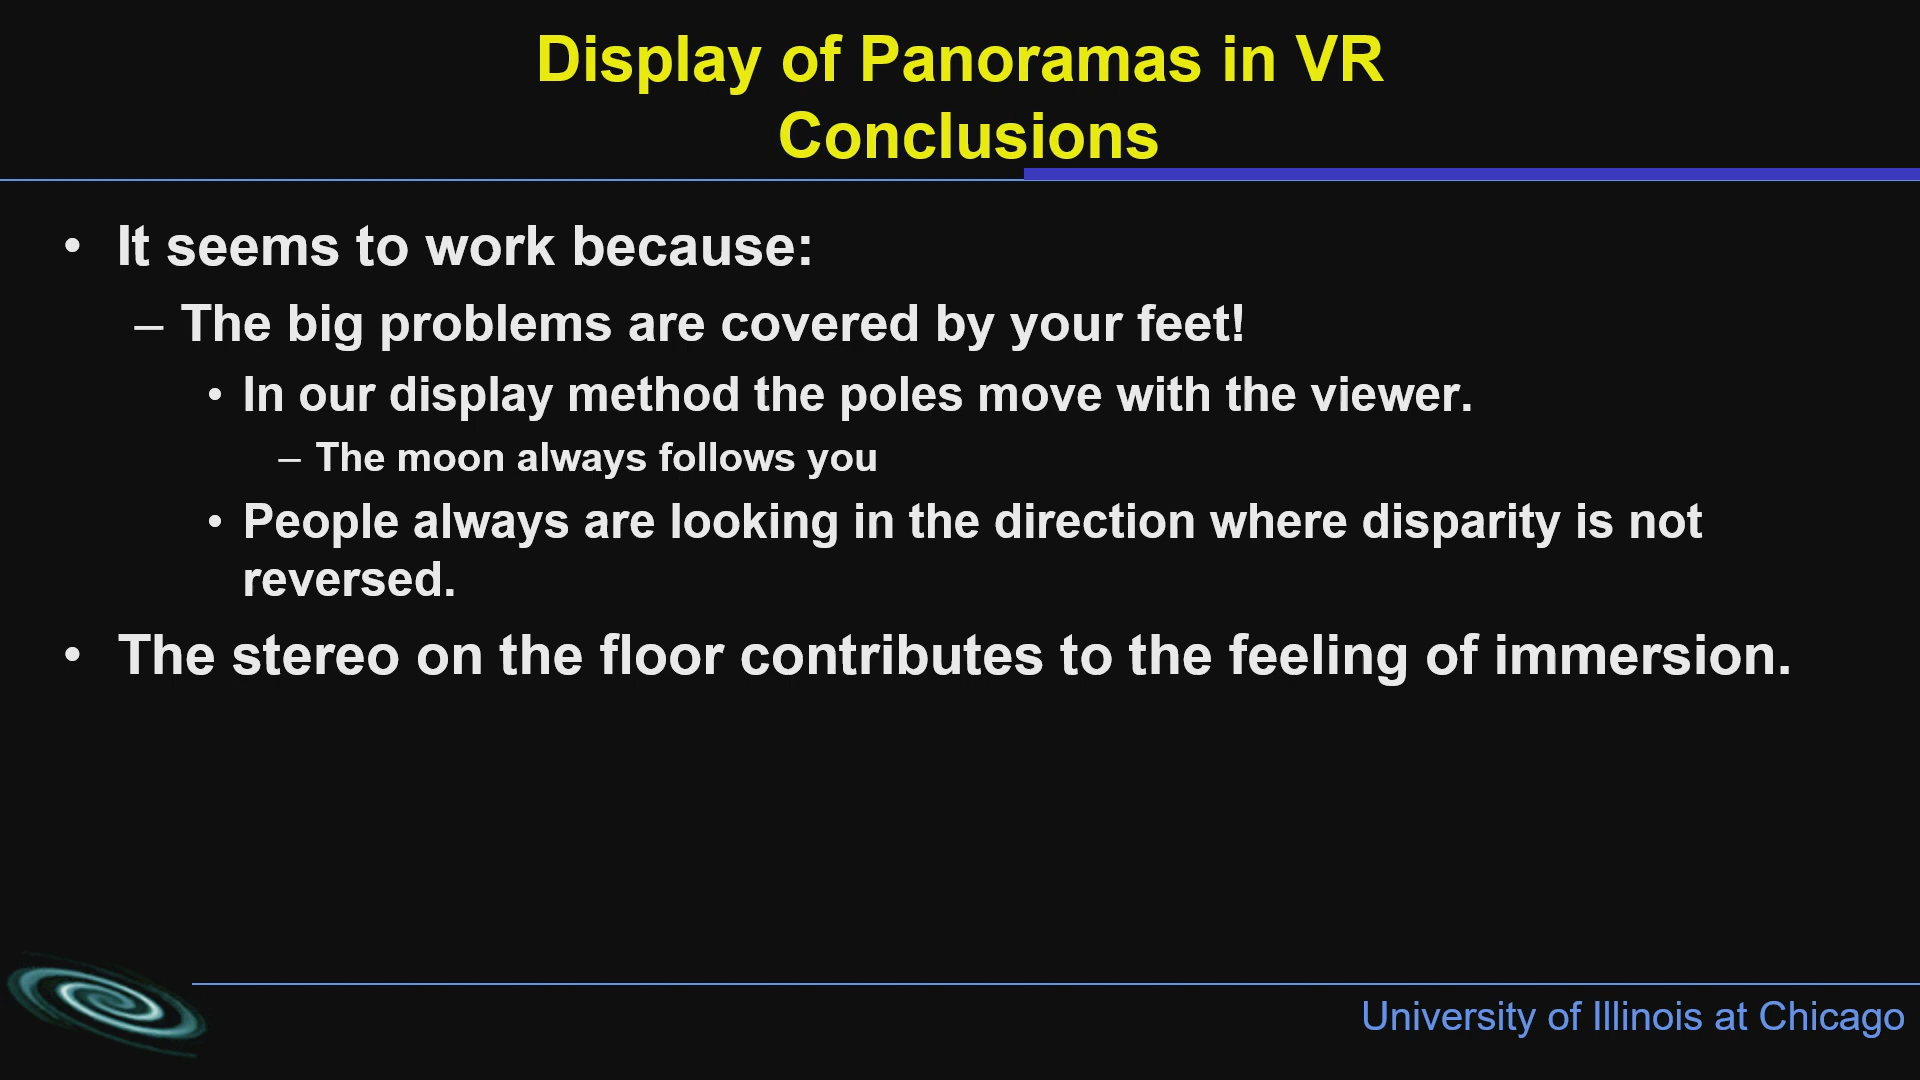 Display of Panoramas in VR
Conclusions
• It seems to work because:
– The big problems are covered by your feet!
• In our display method the poles move with the viewer.
– The moon always follows you
• People always are looking in the direction where disparity is not
reversed.
• The stereo on the floor contributes to the feeling of immersion.
University of Illinois at Chicago